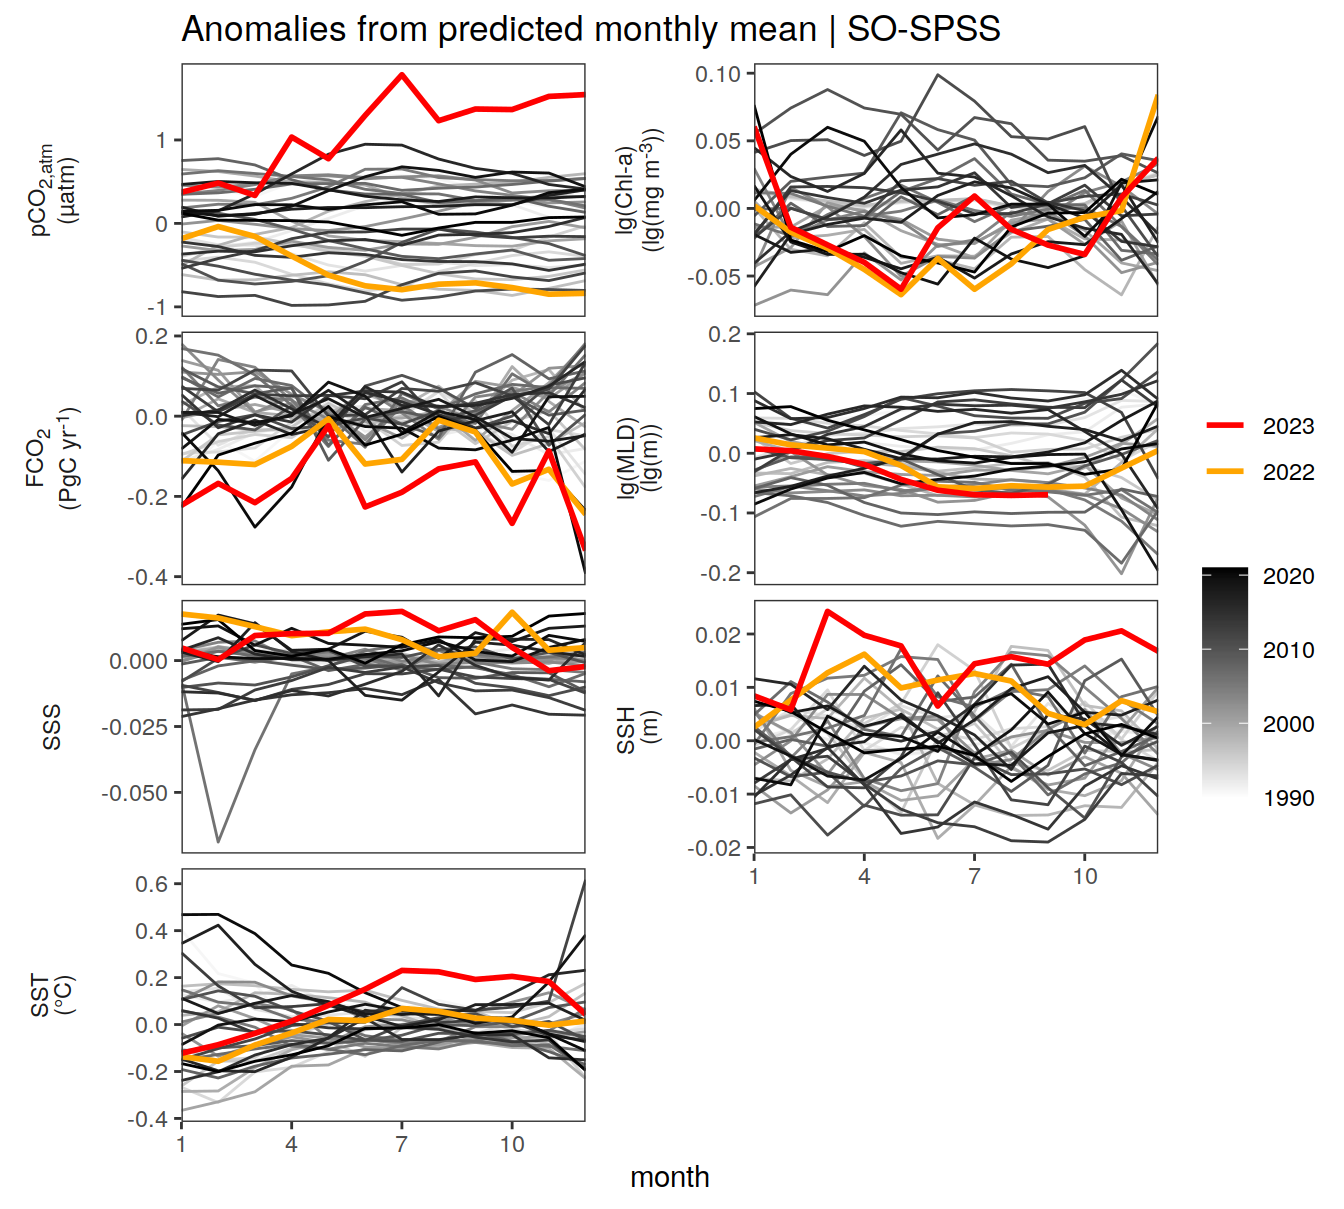 Anomalies from predicted monthly mean | SO-SPSS
pCO2,atm
(µatm)
1
0
-1
lg(Chl-a)
(lg(mg m-3))
0.10
0.05
0.00
-0.05
FCO2
(PgC yr-1)
0.2
0.0
-0.2
-0.4
lg(MLD)
(lg(m))
0.2
0.1
0.0
-0.1
-0.2
SSS
0.000
-0.025
-0.050
SSH
(m)
0.02
0.01
0.00
-0.01
-0.02
1 4 7 10
SST
(°C)
0.6
0.4
0.2
0.0
-0.2
-0.4
1 4 7 10
month
2023
2022
2020
2010
2000
1990